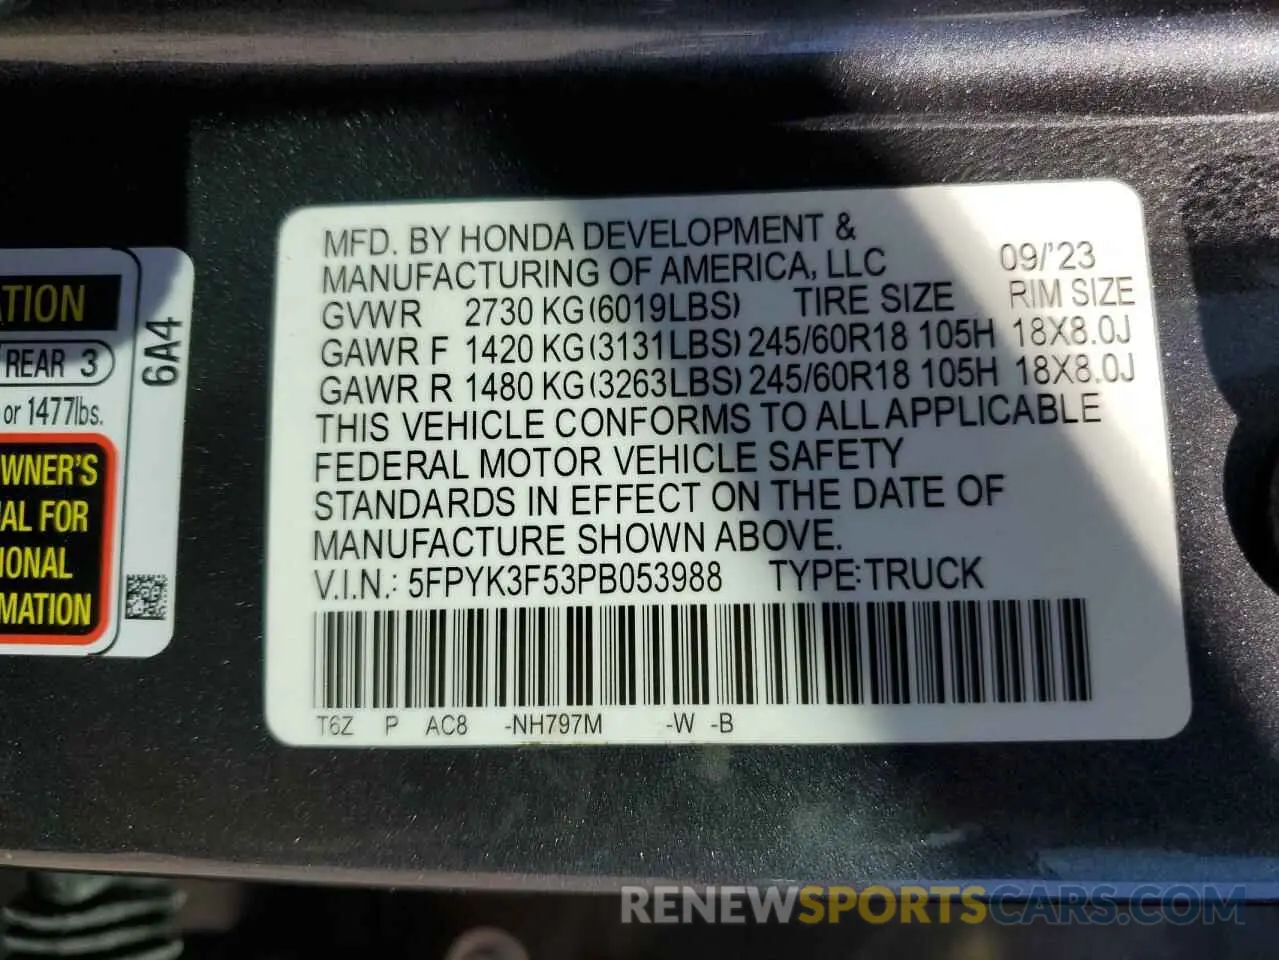 MFD. BY HONDA DEVELOPMENT &
MANUFACTURING OF AMERICA, LLC 09/'23
GVWR 2730 KG(6019LBS) TIRE SIZE RIM SIZE
GAWR F 1420 KG(3131LBS) 245/60R18 105H 18X8.0J
GAWR R 1480 KG(3263LBS) 245/60R18 105H 18X8.0J
THIS VEHICLE CONFORMS TO ALL APPLICABLE
FEDERAL MOTOR VEHICLE SAFETY
STANDARDS IN EFFECT ON THE DATE OF
MANUFACTURE SHOWN ABOVE.
V.I.N.: 5FPYK3F53PB053988 TYPE:TRUCK
T6Z P AC8 -NH797M -W -B
ATION
REAR 3
or 1477lbs.
WNER'S
AL FOR
IONAL
MATION
6A4
RENEWSPORTSCARS.COM